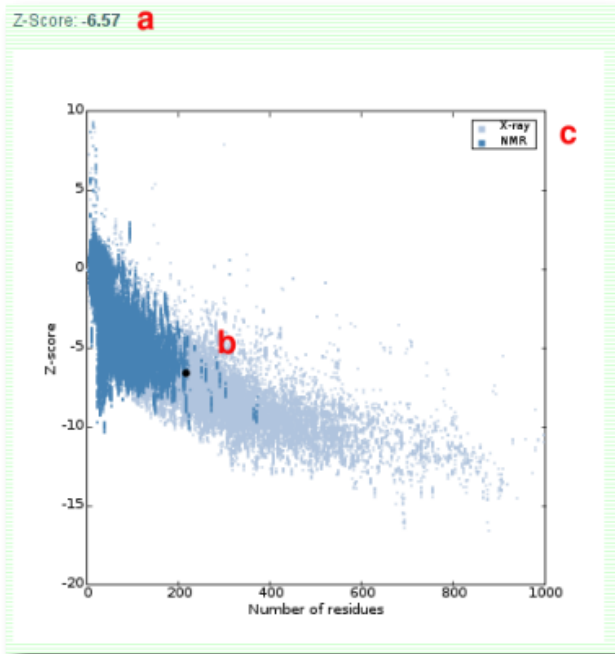 Z-Score: -6.57 a
10
X-ray
NMR
c
5
0
b
-5
Z-score
-10
-15
-20
0 200 400 600 800 1000
Number of residues